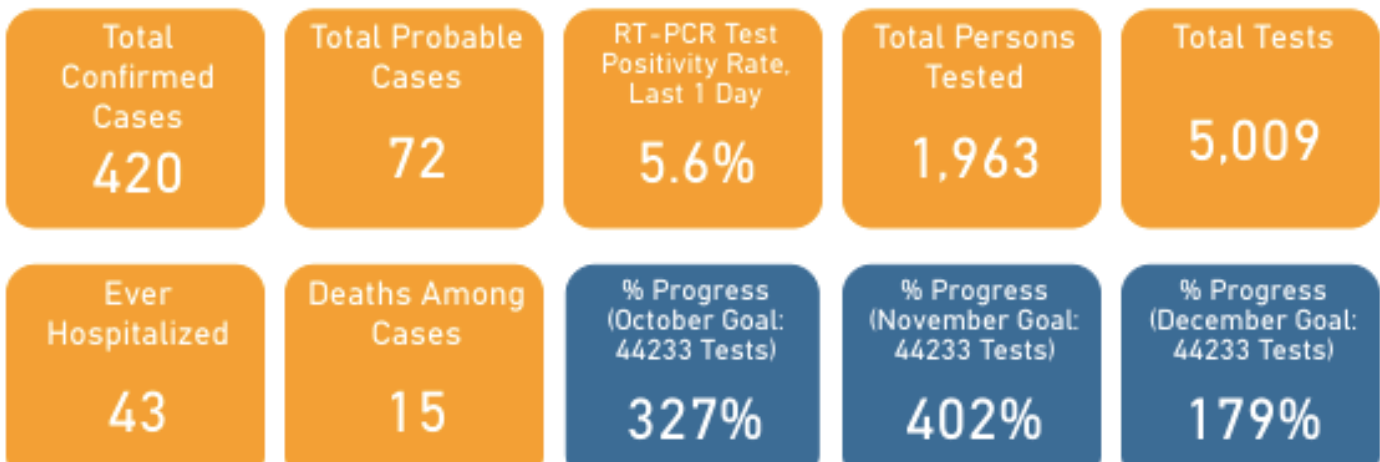 Total
Confirmed
Cases
420
Total Probable
Cases
72
RT-PCR Test
Positivity Rate,
Last 1 Day
5.6%
Total Persons
Tested
1,963
Total Tests
5,009
Ever
Hospitalized
43
Deaths Among
Cases
15
% Progress
(October Goal:
44233 Tests)
327%
% Progress
(November Goal:
44233 Tests)
402%
% Progress
(December Goal:
44233 Tests)
179%